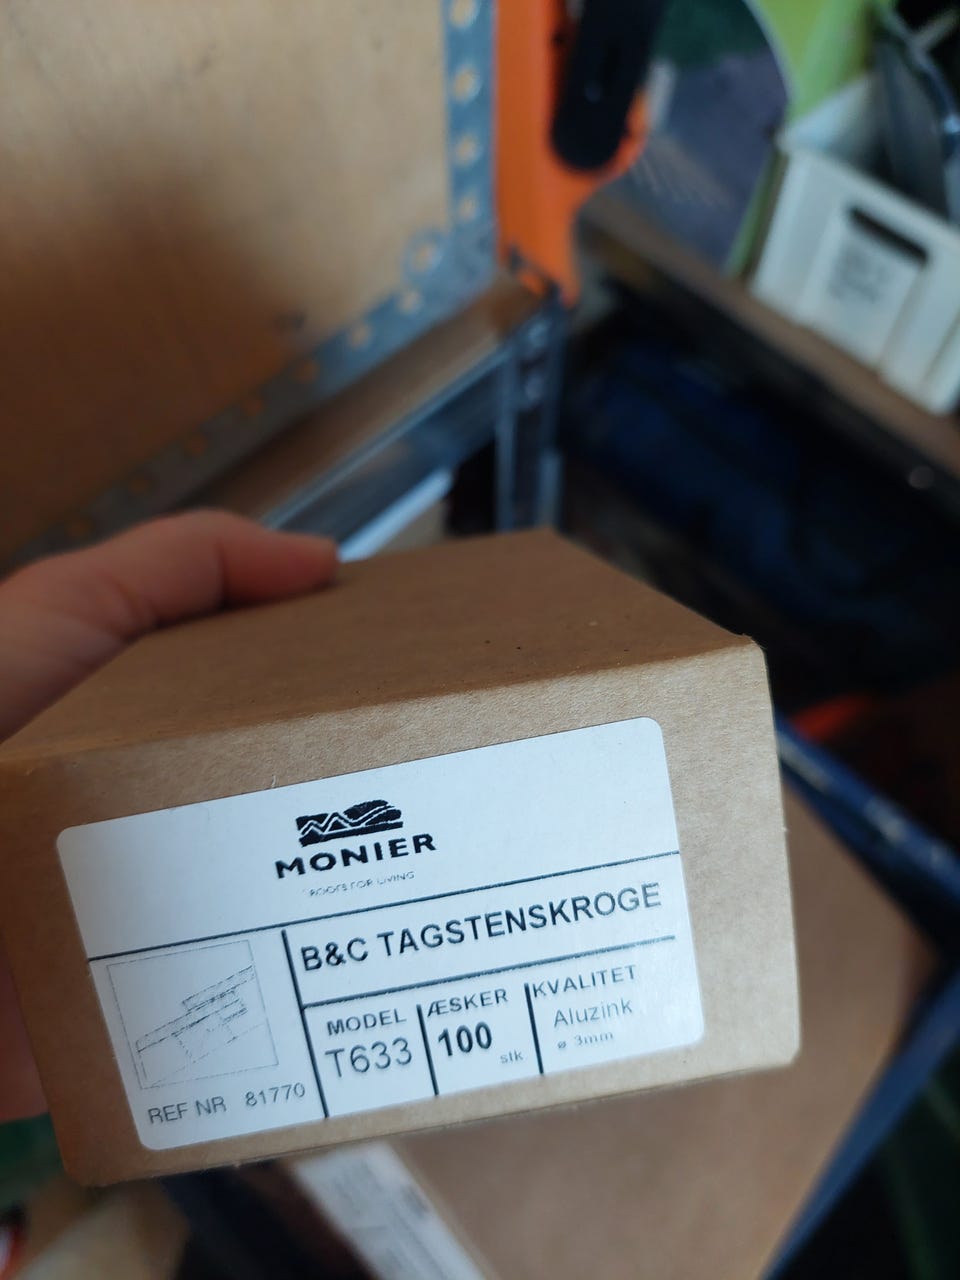 MONIER
ROOFS FOR LIVING
B&C TAGSTENSKROGE
MODEL
T633
ÆSKER
100 stk
KVALITET
Aluzink
ø 3mm
REF NR 81770